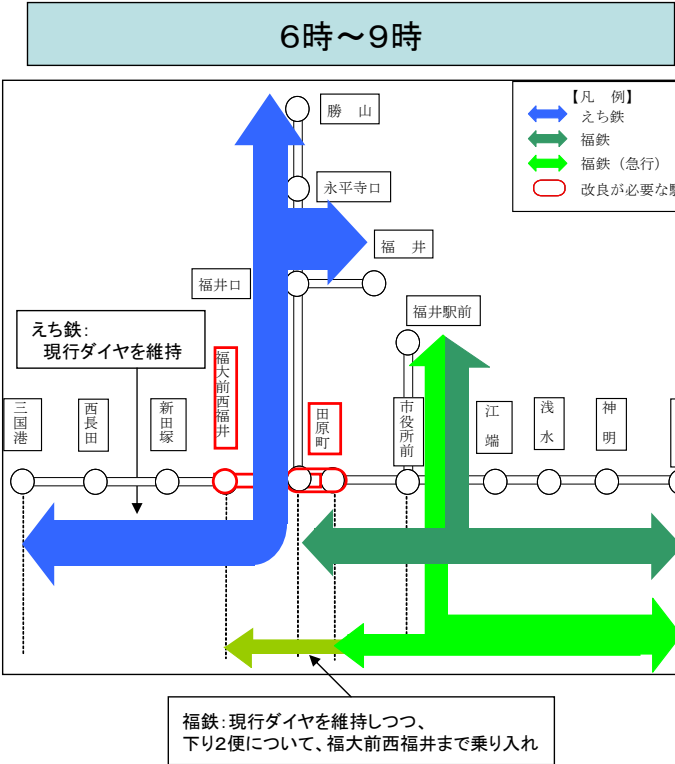 6時～9時
【凡　例】
えち鉄
福鉄
福鉄（急行）
改良が必要な
勝　山
永平寺口
福　井
福井口
福井駅前
えち鉄：
現行ダイヤを維持
三国港
西長田
新田塚
福大前西福井
田原町
市役所前
江　端
浅　水
神　明
福鉄：現行ダイヤを維持しつつ、
下り2便について、福大前西福井まで乗り入れ